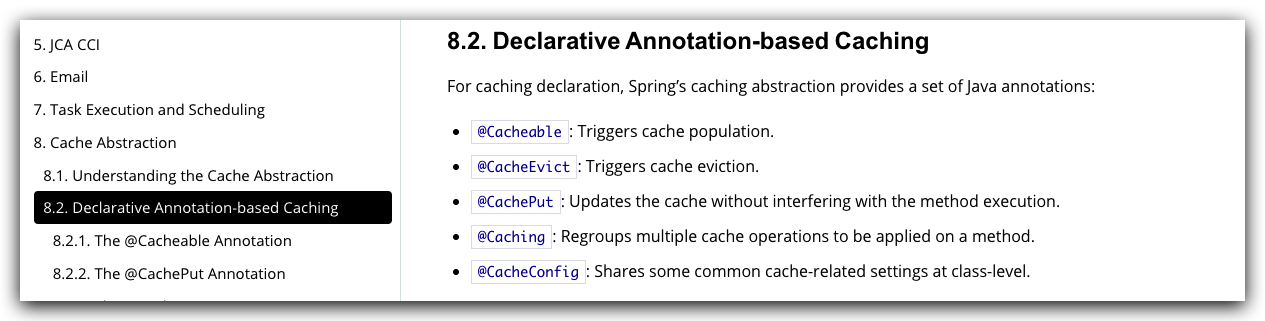 5. JCA CCI
6. Email
7. Task Execution and Scheduling
8. Cache Abstraction
8.1. Understanding the Cache Abstraction
8.2. Declarative Annotation-based Caching
8.2.1. The @Cacheable Annotation
8.2.2. The @CachePut Annotation
8.2. Declarative Annotation-based Caching
For caching declaration, Spring’s caching abstraction provides a set of Java annotations:
@Cacheable: Triggers cache population.
@CacheEvict: Triggers cache eviction.
@CachePut: Updates the cache without interfering with the method execution.
@Caching: Regroups multiple cache operations to be applied on a method.
@CacheConfig: Shares some common cache-related settings at class-level.